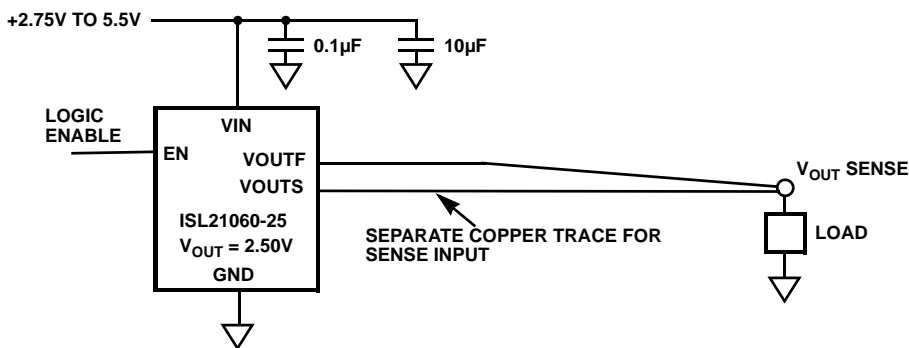 +2.75V TO 5.5V
0.1µF
10µF
LOGIC
ENABLE
VIN
EN
VOUTF
VOUTS
ISL21060-25
VOUT = 2.50V
GND
SEPARATE COPPER TRACE FOR
SENSE INPUT
VOUT SENSE
LOAD